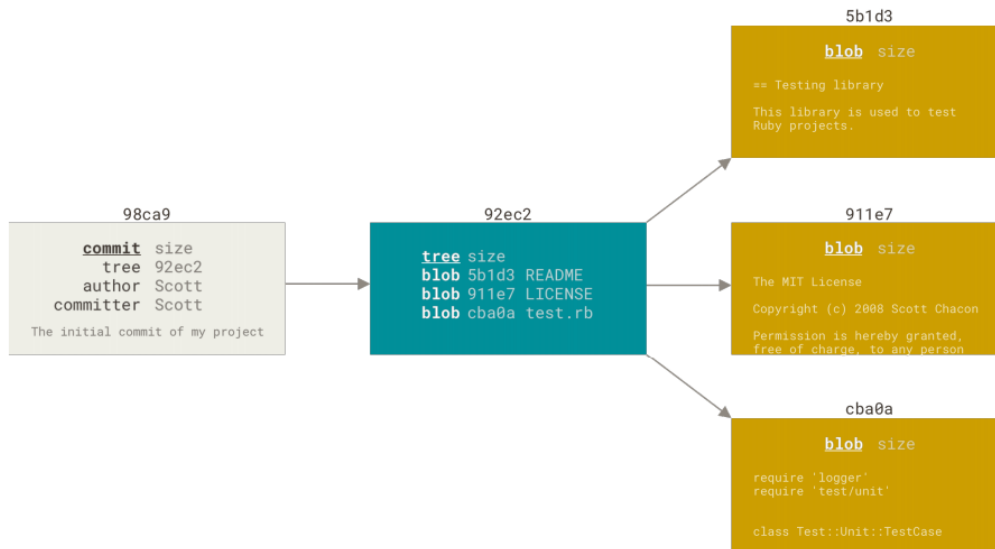 98ca9
commit size
tree 92ec2
author Scott
committer Scott
The initial commit of my project
92ec2
tree size
blob 5b1d3 README
blob 911e7 LICENSE
blob cba0a test.rb
5b1d3
blob size
== Testing library
This library is used to test
Ruby projects.
911e7
blob size
The MIT License
Copyright (c) 2008 Scott Chacon
Permission is hereby granted,
free of charge, to any person
cba0a
blob size
require 'logger'
require 'test/unit'
class Test::Unit::TestCase